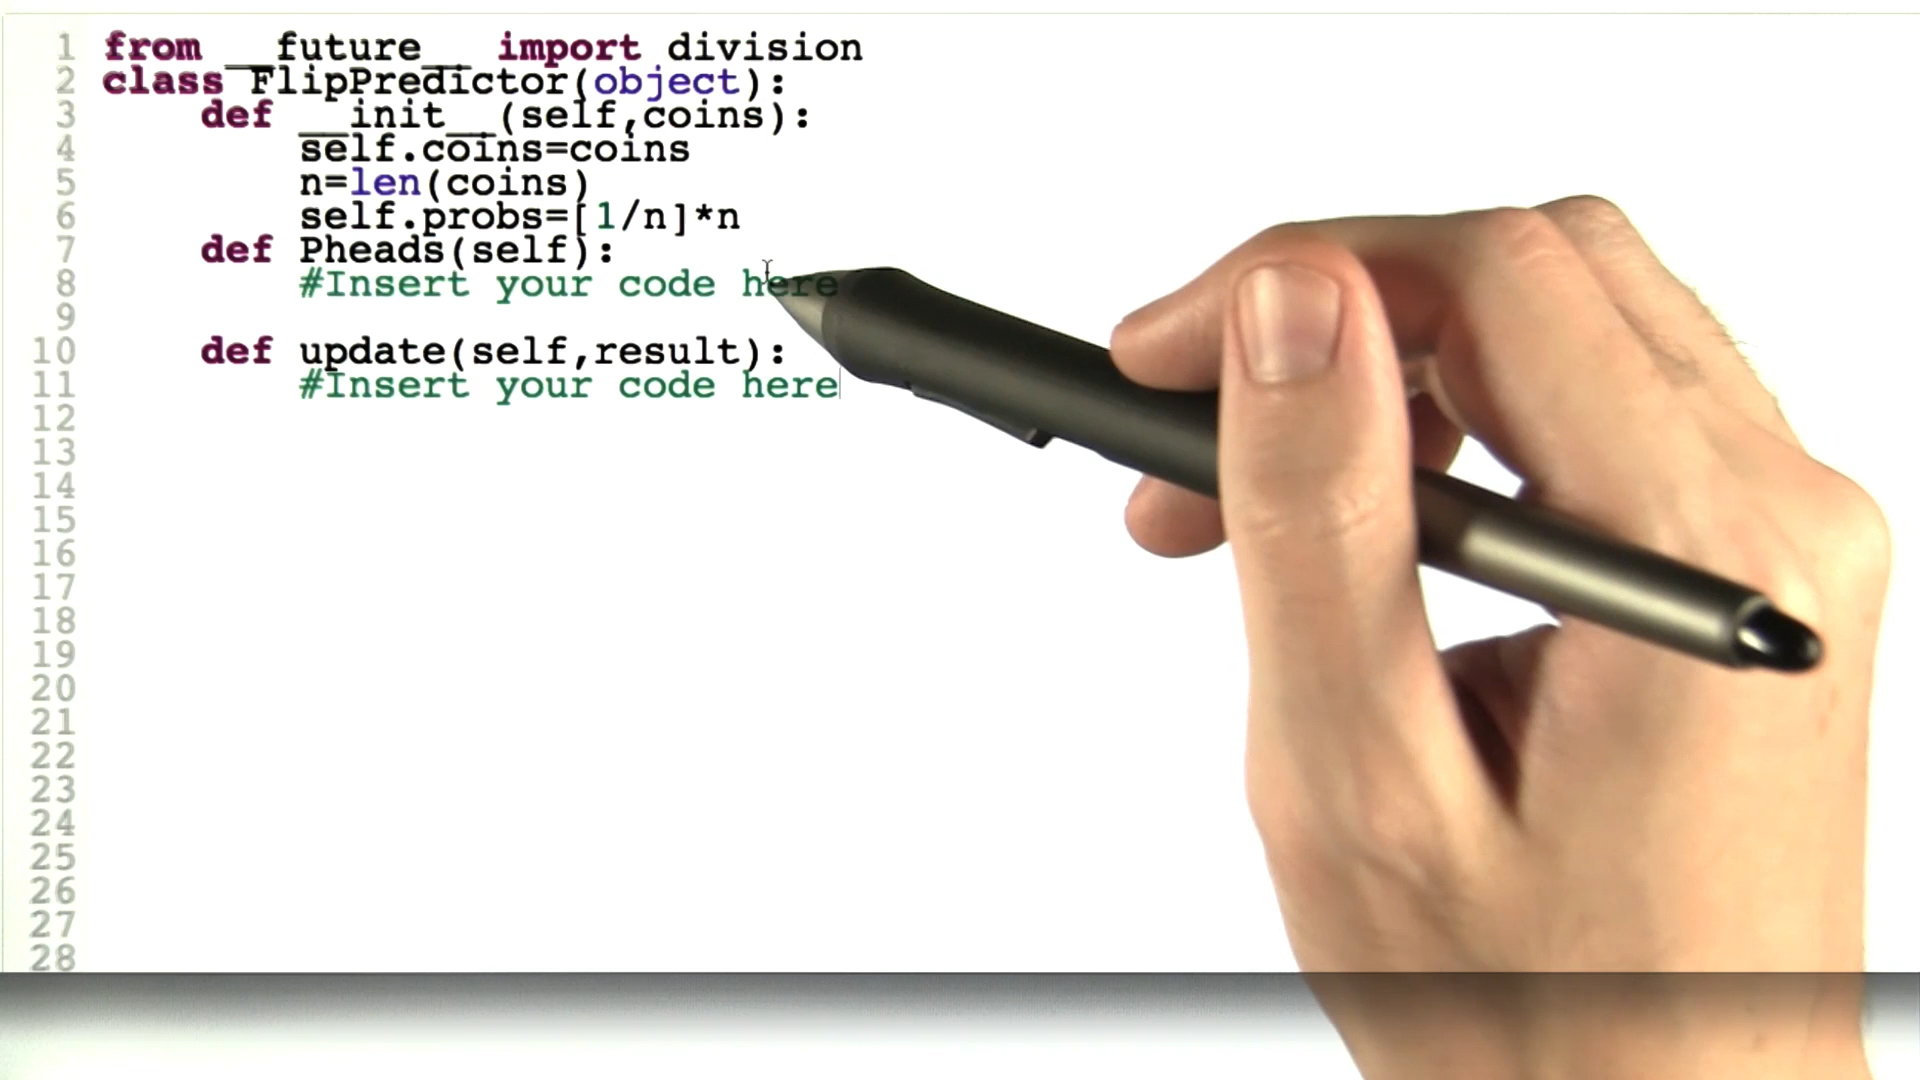 1 from __future__ import division
2 class FlipPredictor(object):
3     def __init__(self,coins):
4         self.coins=coins
5         n=len(coins)
6         self.probs=[1/n]*n
7     def Pheads(self):
8         #Insert your code here
9
10     def update(self,result):
11         #Insert your code here
12
13
14
15
16
17
18
19
20
21
22
23
24
25
26
27
28